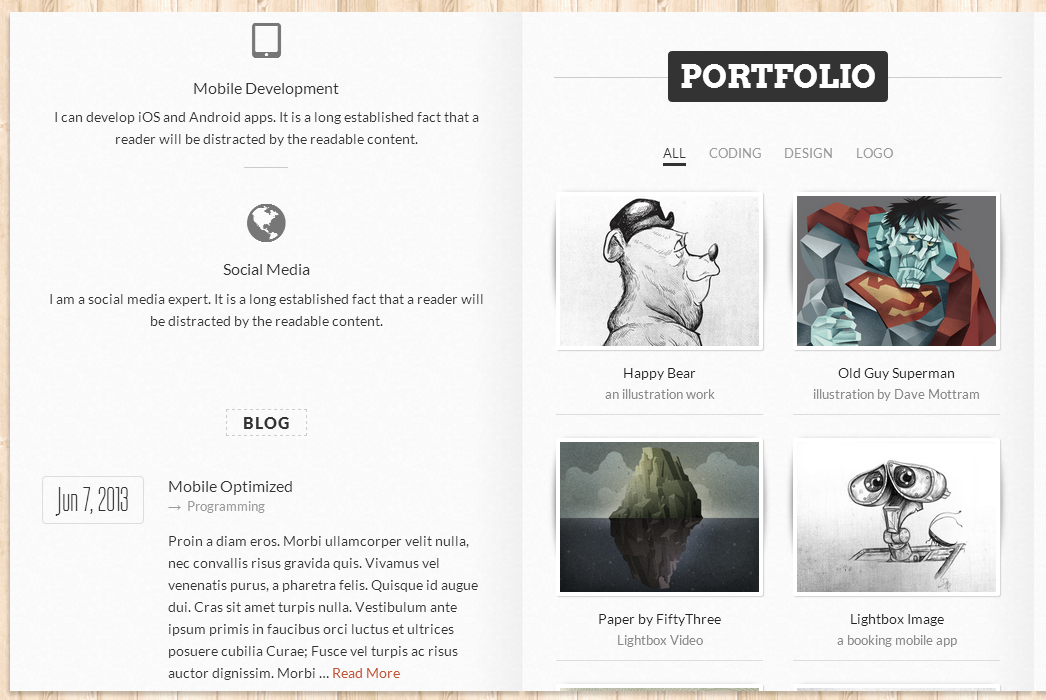 Mobile Development
I can develop iOS and Android apps. It is a long established fact that a
reader will be distracted by the readable content.
Social Media
I am a social media expert. It is a long established fact that a reader will
be distracted by the readable content.
BLOG
Jun 7, 2013
Mobile Optimized
→ Programming
Proin a diam eros. Morbi ullamcorper velit nulla,
nec convallis risus gravida quis. Vivamus vel
venenatis purus, a pharetra felis. Quisque id augue
dui. Cras sit amet turpis nulla. Vestibulum ante
ipsum primis in faucibus orci luctus et ultrices
posuere cubilia Curae; Fusce vel turpis ac risus
auctor dignissim. Morbi ... Read More
PORTFOLIO
ALL CODING DESIGN LOGO
Happy Bear
an illustration work
Old Guy Superman
illustration by Dave Mottram
Paper by FiftyThree
Lightbox Video
Lightbox Image
a booking mobile app